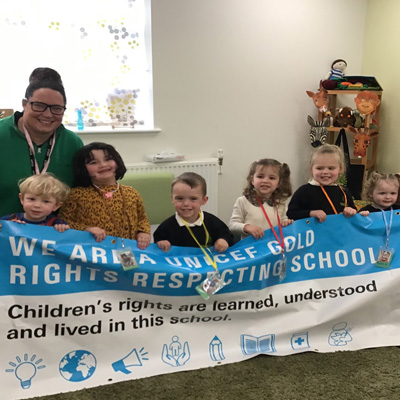 WE ARE A UNICEF GOLD
RIGHTS RESPECTING SCHOOL
Children's rights are learned, understood
and lived in this school.